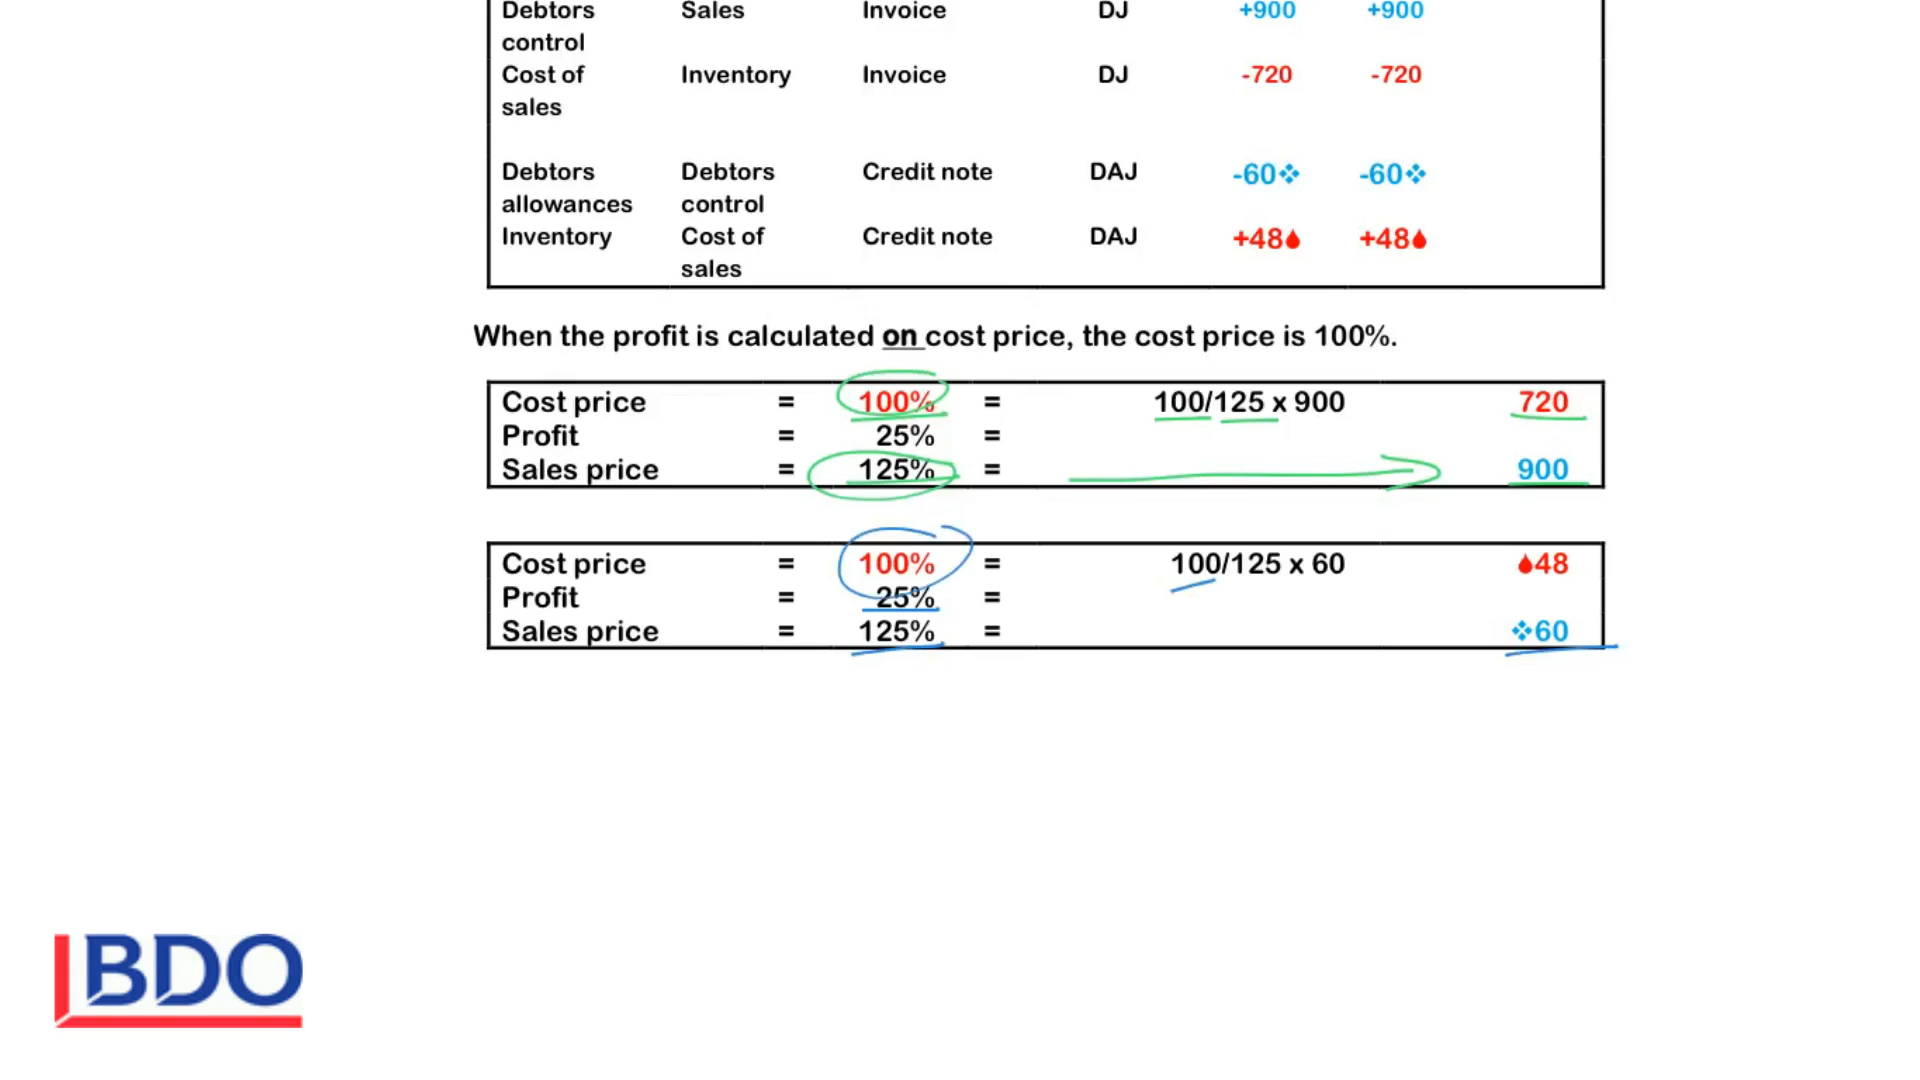 Debtors Sales Invoice DJ +900 +900
control
Cost of Inventory Invoice DJ -720 -720
sales
Debtors Debtors Credit note DAJ -60❖ -60❖
allowances control
Inventory Cost of Credit note DAJ +48💧 +48💧
sales
When the profit is calculated on cost price, the cost price is 100%.
Cost price = 100% = 100/125 x 900 720
Profit = 25% =
Sales price = 125% = 900
Cost price = 100% = 100/125 x 60 💧48
Profit = 25% =
Sales price = 125% = ❖60
BDO